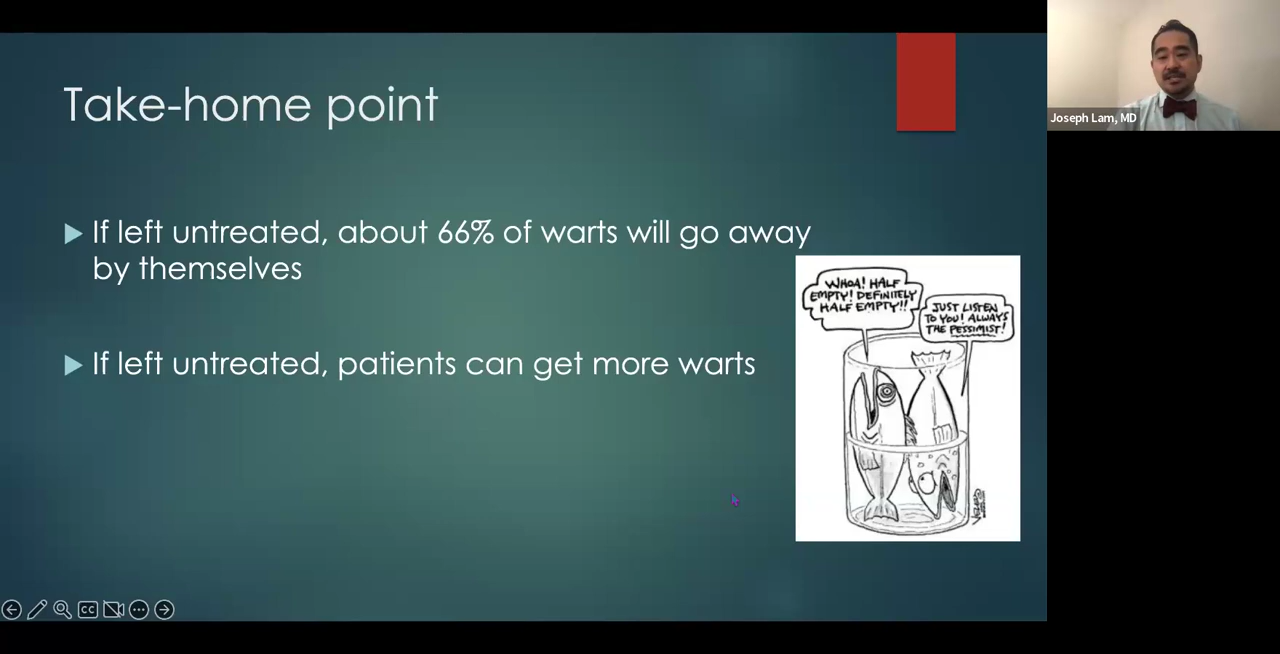 Take-home point
If left untreated, about 66% of warts will go away
by themselves
If left untreated, patients can get more warts
WHOA! HALF
EMPTY! DEFINITELY
HALF EMPTY!!
JUST LISTEN
TO YOU! ALWAYS
THE PESSIMIST!
Joseph Lam, MD
CC